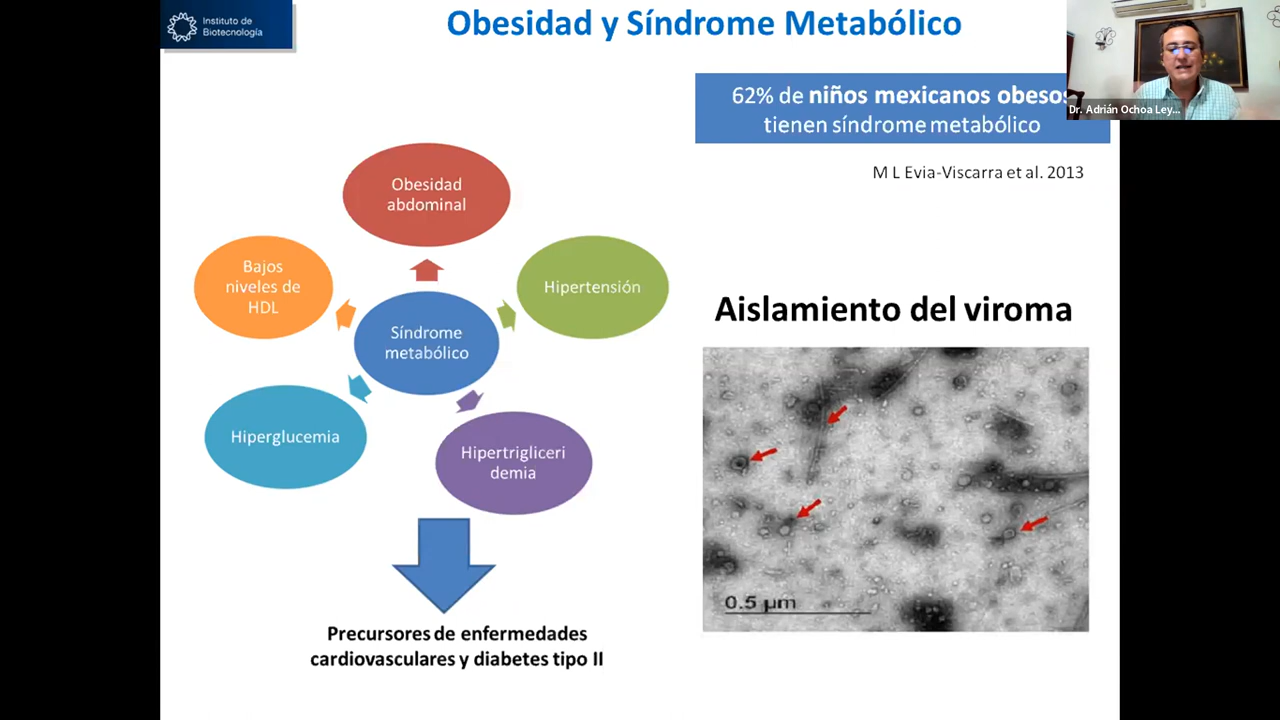 Instituto de
Biotecnología
Obesidad y Síndrome Metabólico
62% de niños mexicanos obesos
tienen síndrome metabólico
Dr. Adrián Ochoa Ley...
M L Evia-Viscarra et al. 2013
Obesidad
abdominal
Bajos
niveles de
HDL
Hipertensión
Síndrome
metabólico
Hiperglucemia
Hipertrigliceri
demia
Precursores de enfermedades
cardiovasculares y diabetes tipo II
Aislamiento del viroma
0.5 µm